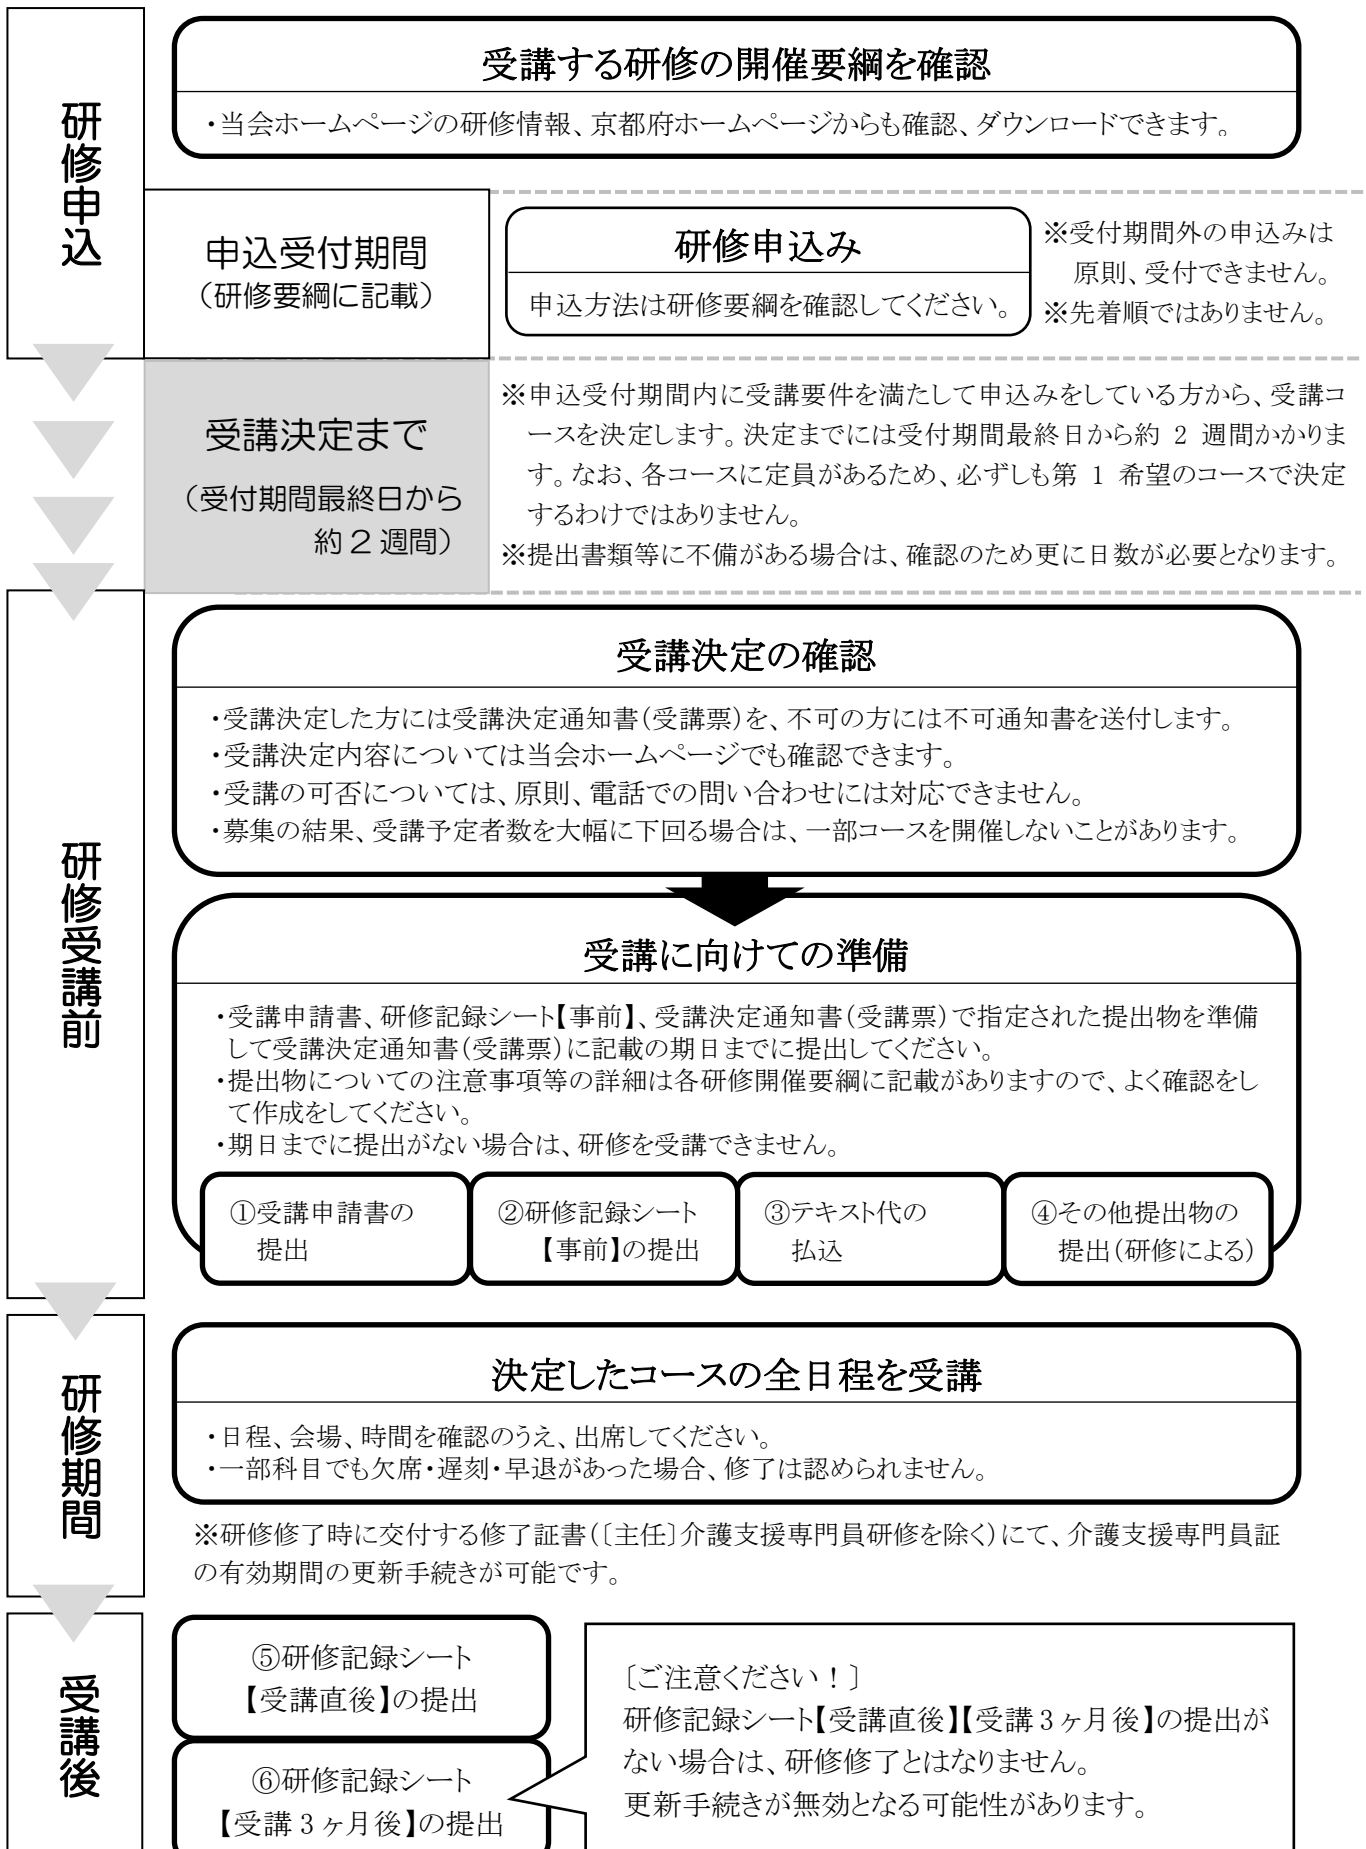 研修申込
受講する研修の開催要綱を確認
・当会ホームページの研修情報、京都府ホームページからも確認、ダウンロードできます。
申込受付期間
（研修要綱に記載）
研修申込み
申込方法は研修要綱を確認してください。
※受付期間外の申込みは
原則、受付できません。
※先着順ではありません。
受講決定まで
（受付期間最終日から
約２週間）
※申込受付期間内に受講要件を満たして申込みをしている方から、受講コ
ースを決定します。決定までには受付期間最終日から約 2 週間かかりま
す。なお、各コースに定員があるため、必ずしも第 1 希望のコースで決定
するわけではありません。
※提出書類等に不備がある場合は、確認のため更に日数が必要となります。
研修受講前
受講決定の確認
・受講決定した方には受講決定通知書（受講票）を、不可の方には不可通知書を送付します。
・受講決定内容については当会ホームページでも確認できます。
・受講の可否については、原則、電話での問い合わせには対応できません。
・募集の結果、受講予定者数を大幅に下回る場合は、一部コースを開催しないことがあります。
受講に向けての準備
・受講申請書、研修記録シート【事前】、受講決定通知書（受講票）で指定された提出物を準備
して受講決定通知書（受講票）に記載の期日までに提出してください。
・提出物についての注意事項等の詳細は各研修開催要綱に記載がありますので、よく確認をし
て作成をしてください。
・期日までに提出がない場合は、研修を受講できません。
①受講申請書の
提出
②研修記録シート
【事前】の提出
③テキスト代の
払込
④その他提出物の
提出（研修による）
研修期間
決定したコースの全日程を受講
・日程、会場、時間を確認のうえ、出席してください。
・一部科目でも欠席・遅刻・早退があった場合、修了は認められません。
※研修修了時に交付する修了証書（〔主任〕介護支援専門員研修を除く）にて、介護支援専門員証
の有効期間の更新手続きが可能です。
受講後
⑤研修記録シート
【受講直後】の提出
⑥研修記録シート
【受講３ヶ月後】の提出
〔ご注意ください！〕
研修記録シート【受講直後】【受講３ヶ月後】の提出が
ない場合は、研修修了とはなりません。
更新手続きが無効となる可能性があります。